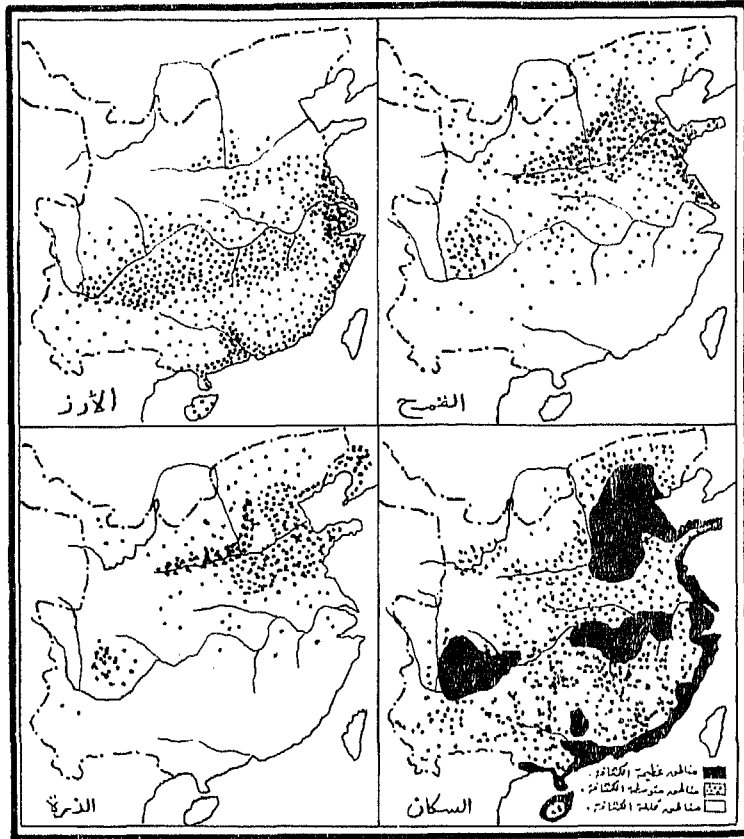 الأرز
القمح
الذرة
السكان
مناطق عظيمة الكثافة .
مناطق متوسطة الكثافة .
مناطق قليلة الكثافة .